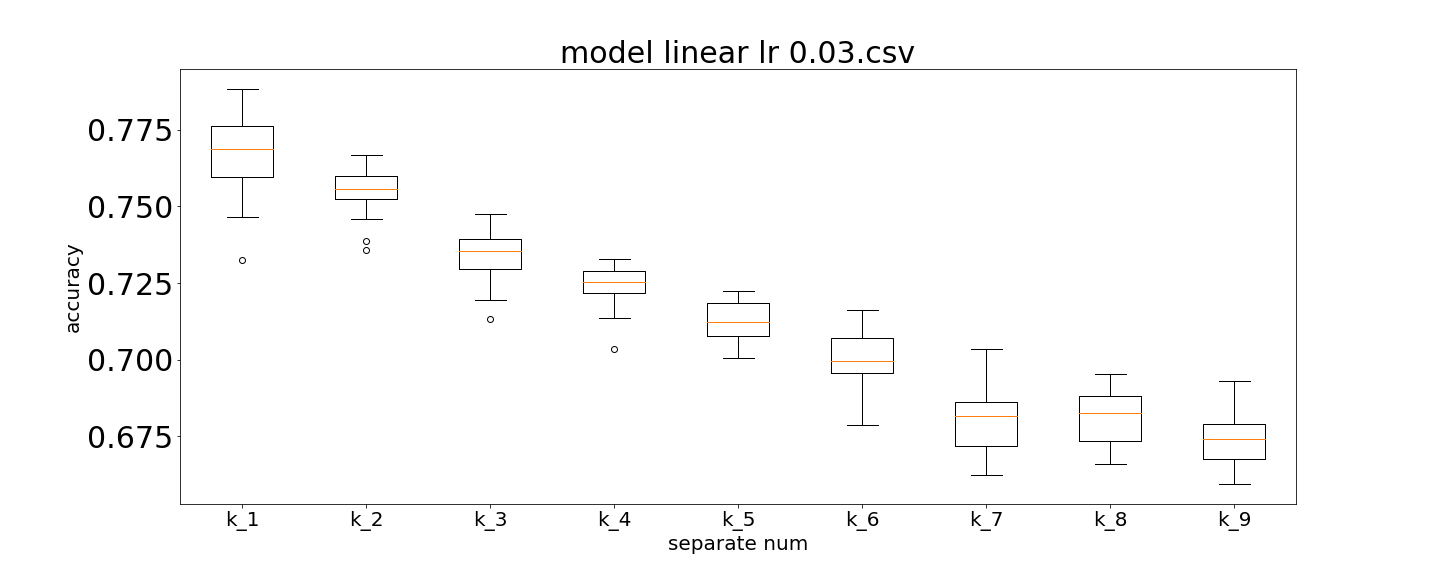 model linear lr 0.03.csv
accuracy
0.775
0.750
0.725
0.700
0.675
k_1 k_2 k_3 k_4 k_5 k_6 k_7 k_8 k_9
separate num